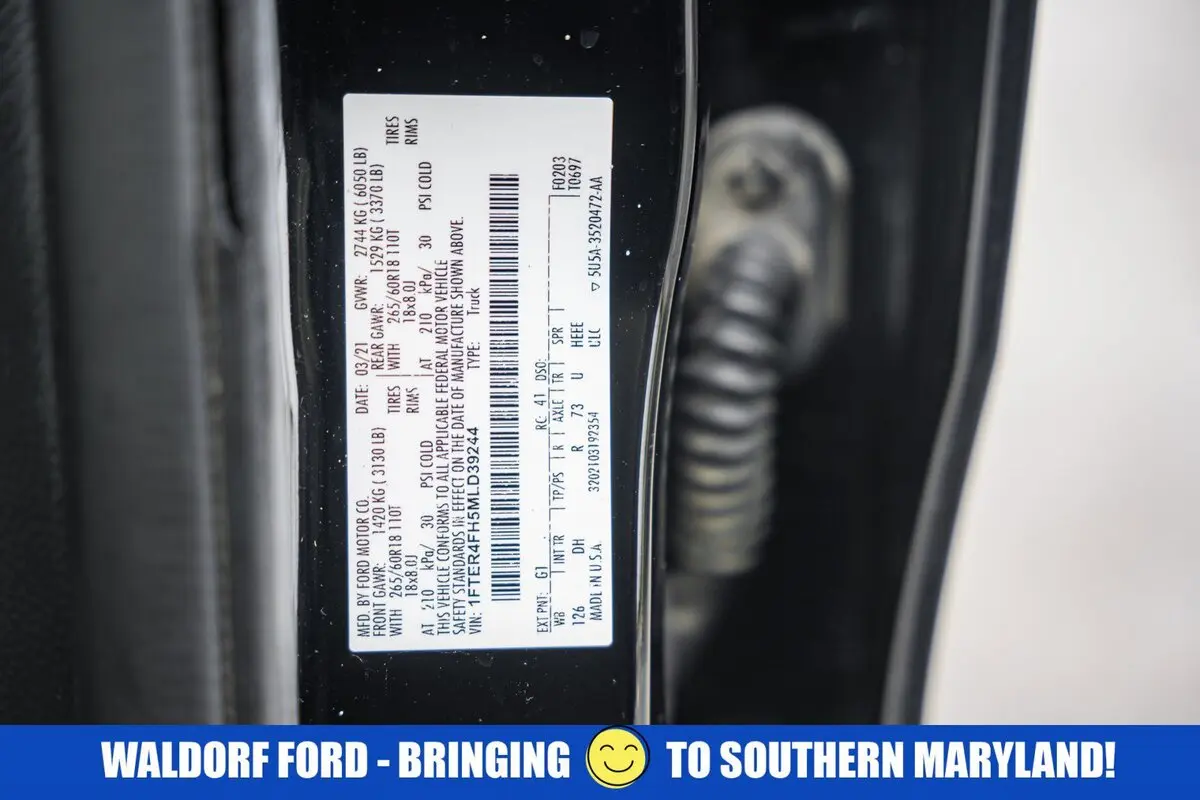 MFD. BY FORD MOTOR CO.
DATE: 03/21 GVWR: 2744 KG ( 6050 LB)
FRONT GAWR: 1420 KG ( 3130 LB) REAR GAWR: 1529 KG ( 3370 LB)
WITH 265/60R18 110T TIRES WITH 265/60R18 110T TIRES
18x8.0J RIMS 18x8.0J RIMS
AT 210 kPa/ 30 PSI COLD AT 210 kPa/ 30 PSI COLD
THIS VEHICLE CONFORMS TO ALL APPLICABLE FEDERAL MOTOR VEHICLE
SAFETY STANDARDS IN EFFECT ON THE DATE OF MANUFACTURE SHOWN ABOVE.
VIN: 1FTER4FH5MLD39244 TYPE: Truck
EXT PNT: G1 RC: 41 DSO:
WB INT TR TP/PS R AXLE TR SPR F0203
126 DH R 73 U HEEE T0697
MADE IN U.S.A. 3202103192354 5U5A-3520472-AA
WALDORF FORD - BRINGING TO SOUTHERN MARYLAND!